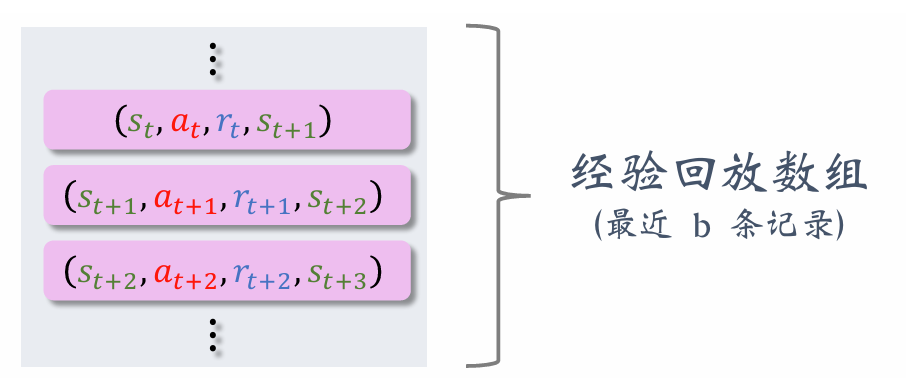 ⋮
(s_t, a_t, r_t, s_{t+1})
(s_{t+1}, a_{t+1}, r_{t+1}, s_{t+2})
(s_{t+2}, a_{t+2}, r_{t+2}, s_{t+3})
⋮
经验回放数组
(最近 b 条记录)